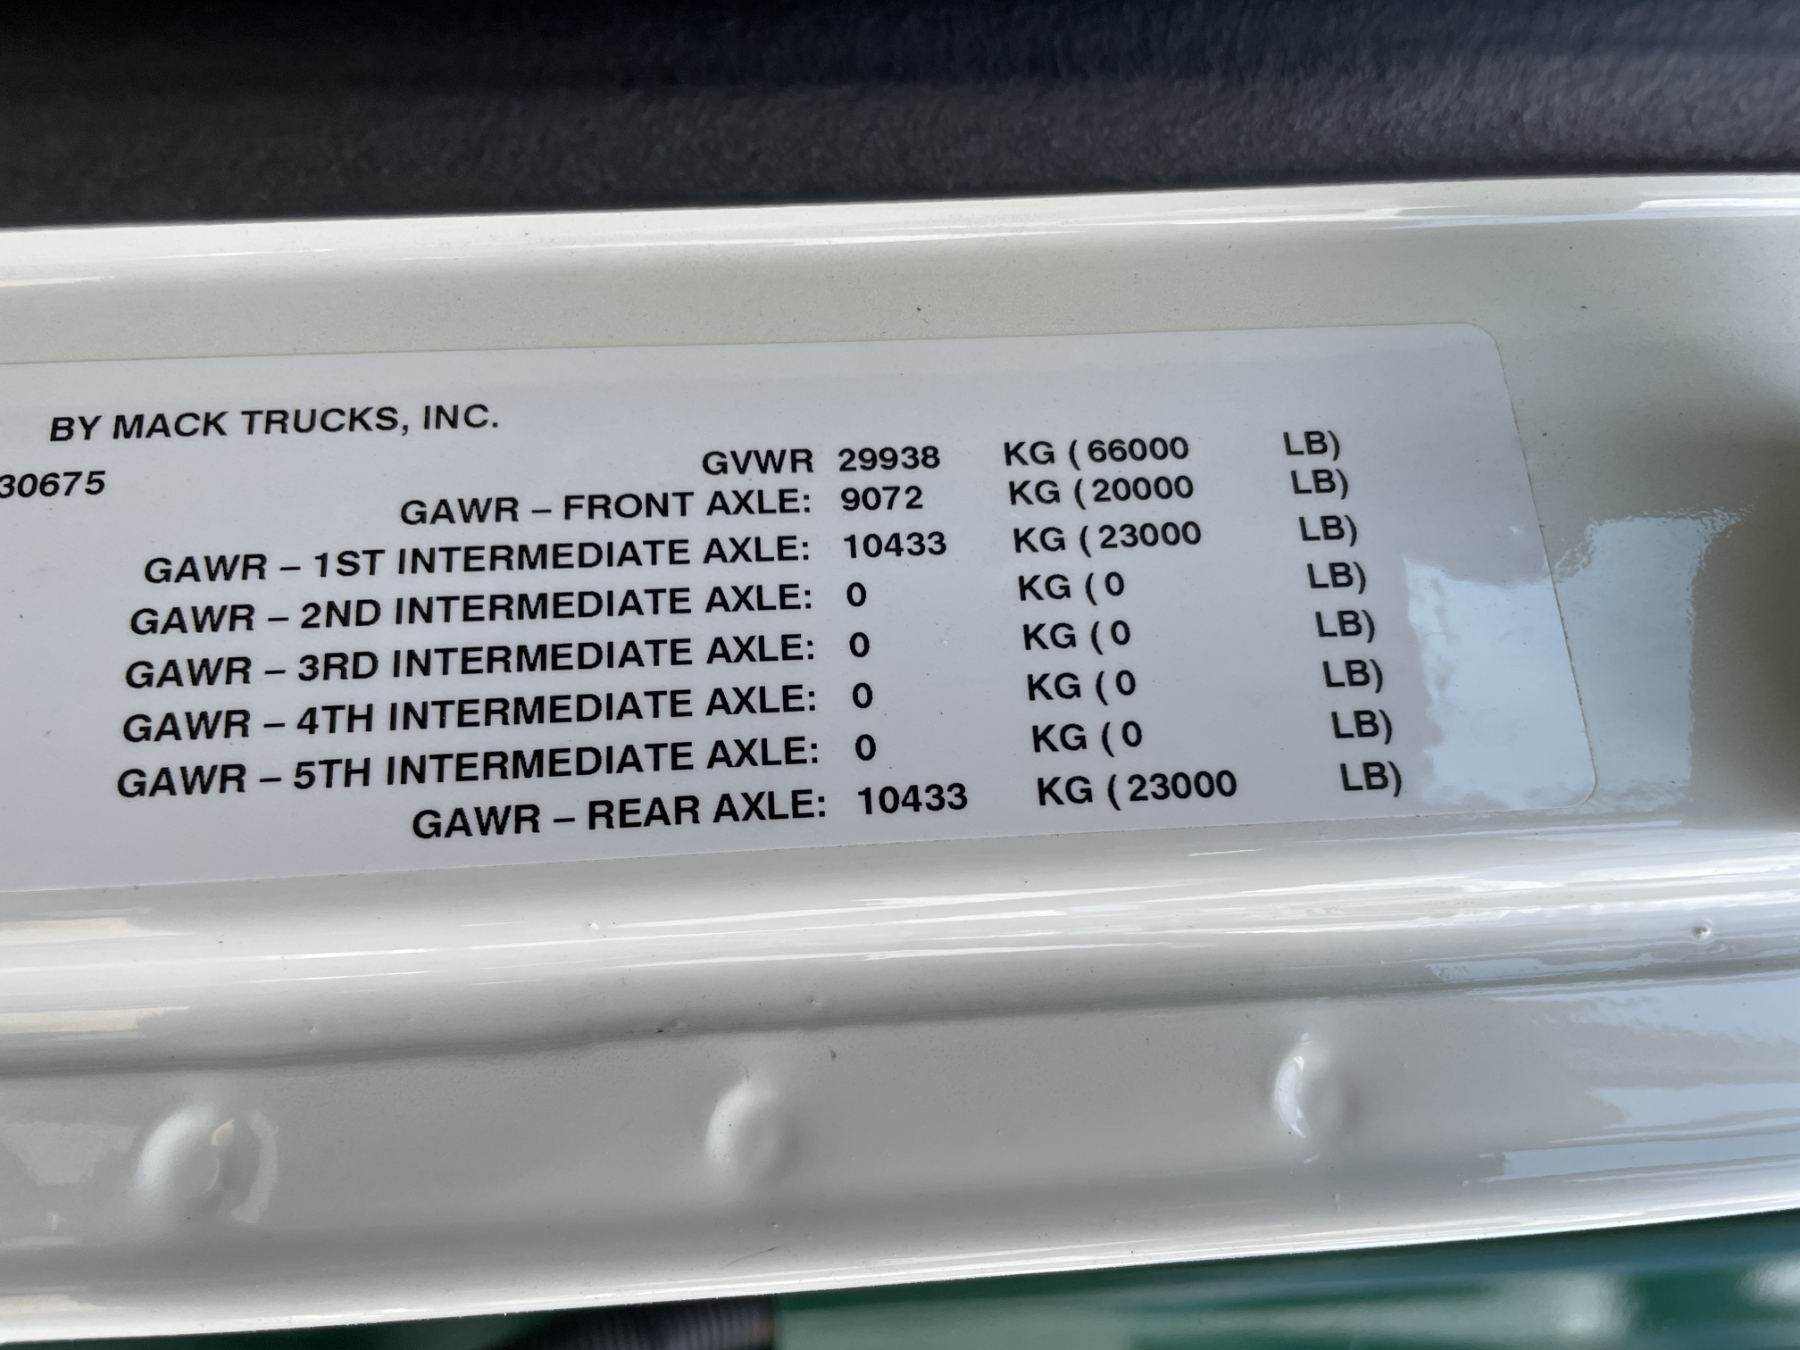 BY MACK TRUCKS, INC.
30675
GVWR 29938 KG (66000 LB)
GAWR – FRONT AXLE: 9072 KG (20000 LB)
GAWR – 1ST INTERMEDIATE AXLE: 10433 KG (23000 LB)
GAWR – 2ND INTERMEDIATE AXLE: 0 KG (0 LB)
GAWR – 3RD INTERMEDIATE AXLE: 0 KG (0 LB)
GAWR – 4TH INTERMEDIATE AXLE: 0 KG (0 LB)
GAWR – 5TH INTERMEDIATE AXLE: 0 KG (0 LB)
GAWR – REAR AXLE: 10433 KG (23000 LB)